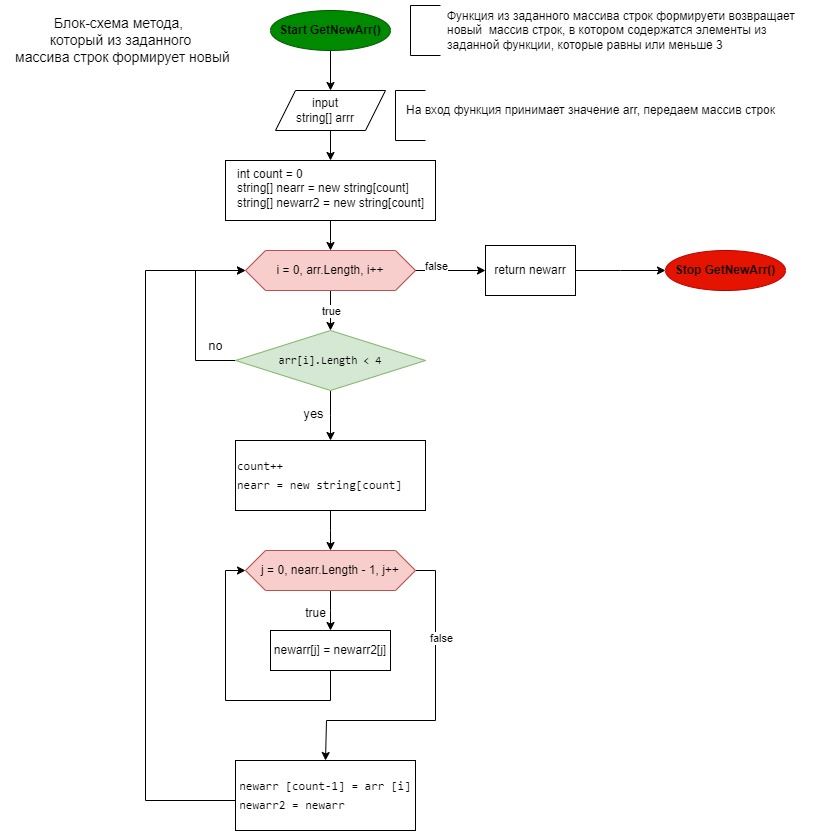 Блок-схема метода,
который из заданного
массива строк формирует новый
Start GetNewArr()
Функция из заданного массива строк формируети возвращает
новый  массив строк, в котором содержатся элементы из
заданной функции, которые равны или меньше 3
input
string[] arrr
На вход функция принимает значение arr, передаем массив строк
int count = 0
string[] nearr = new string[count]
string[] newarr2 = new string[count]
i = 0, arr.Length, i++
false
return newarr
Stop GetNewArr()
true
no
arr[i].Length < 4
yes
count++
nearr = new string[count]
j = 0, nearr.Length - 1, j++
true
false
newarr[j] = newarr2[j]
newarr [count-1] = arr [i]
newarr2 = newarr